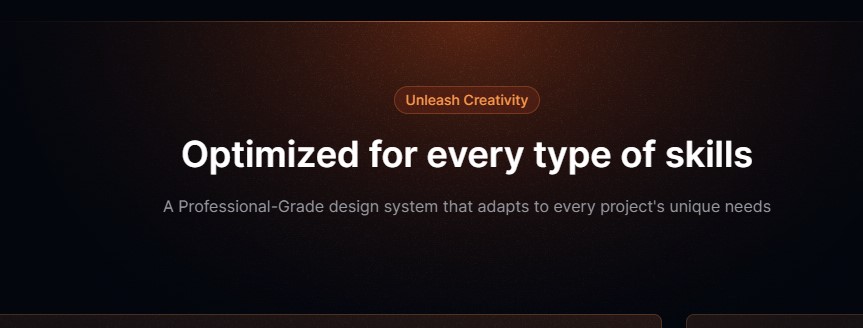 Unleash Creativity
Optimized for every type of skills
A Professional-Grade design system that adapts to every project's unique needs